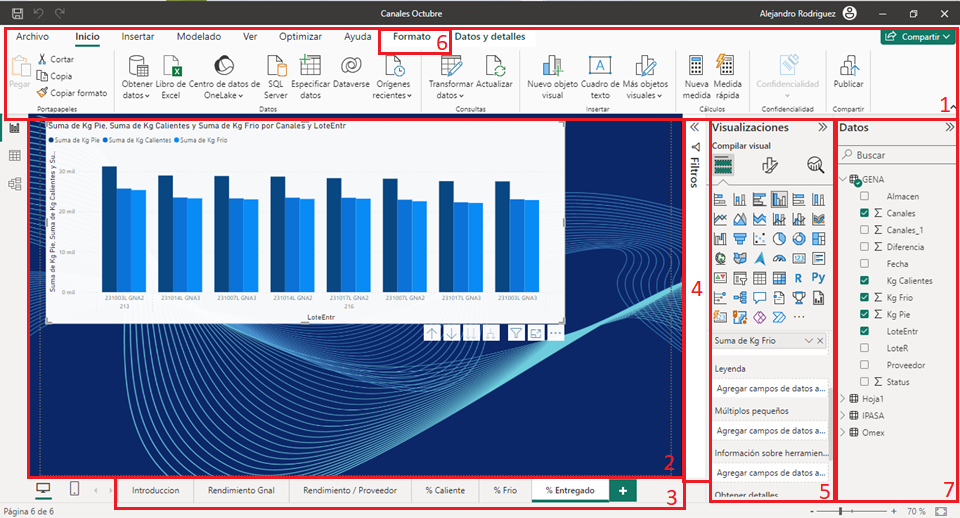 Canales Octubre
Alejandro Rodriguez
Archivo Inicio Insertar Modelado Ver Optimizar Ayuda Formato Datos y detalles
Compartir
6
Pegar
Cortar
Copia
Copiar formato
Portapapeles
Obtener datos
Libro de Excel
Centro de datos de OneLake
SQL Server
Especificar datos
Dataverse
Orígenes recientes
Datos
Transformar datos
Actualizar
Consultas
Nuevo objeto visual
Cuadro de texto
Más objetos visuales
Insertar
Nueva medida
Medida rápida
Cálculos
Confidencialidad
Confidencialidad
Publicar
Compartir
1
Suma de Kg Pie, Suma de Kg Calientes y Suma de Kg Frio por Canales y LoteEntr
Suma de Kg Pie Suma de Kg Calientes Suma de Kg Frio
Suma de Kg Pie, Suma de Kg Calientes y Su...
30 mil
20 mil
10 mil
0 mil
231003L GNA2 231014L GNA3 231007L GNA3 231014L GNA2 231017L GNA2 231007L GNA2 231017L GNA3 231003L GNA3
213 216
LoteEntr
2
Filtros
4
Visualizaciones
Compilar visual
R Py
Suma de Kg Frio
Leyenda
Agregar campos de datos a...
Múltiplos pequeños
Agregar campos de datos a...
Información sobre herramien...
Agregar campos de datos a...
Obtener detalles
5
Datos
Buscar
GENA
Almacen
Canales
Canales_1
Diferencia
Fecha
Kg Calientes
Kg Frio
Kg Pie
LoteEntr
LoteR
Proveedor
Status
Hoja1
IPASA
Omex
7
Introduccion Rendimiento Gnal Rendimiento / Proveedor % Caliente % Frio % Entregado +
3
Página 6 de 6
70 %